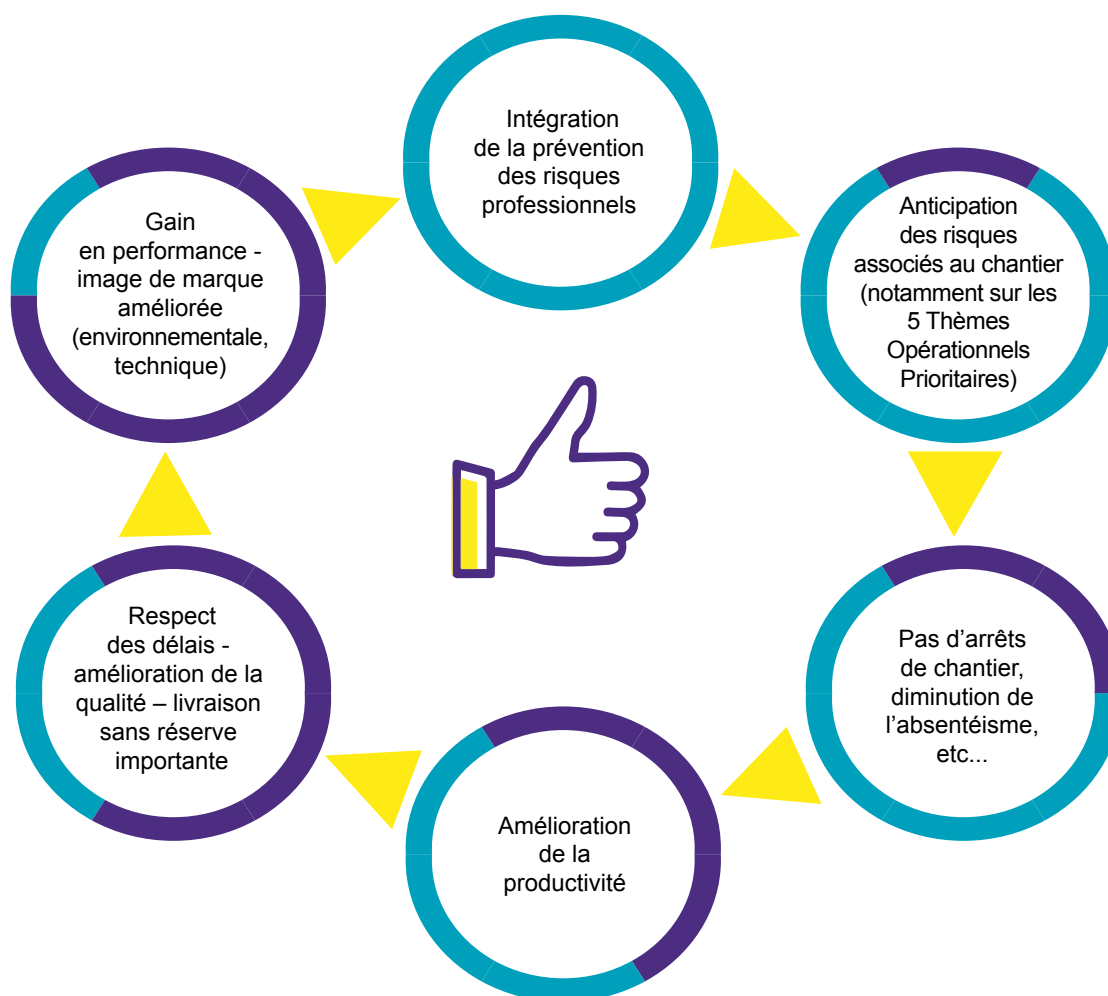 Intégration
de la prévention
des risques
professionnels
Anticipation
des risques
associés au chantier
(notamment sur les
5 Thèmes
Opérationnels
Prioritaires)
Pas d’arrêts
de chantier,
diminution de
l’absentéisme,
etc...
Amélioration
de la
productivité
Respect
des délais -
amélioration de la
qualité – livraison
sans réserve
importante
Gain
en performance -
image de marque
améliorée
(environnementale,
technique)